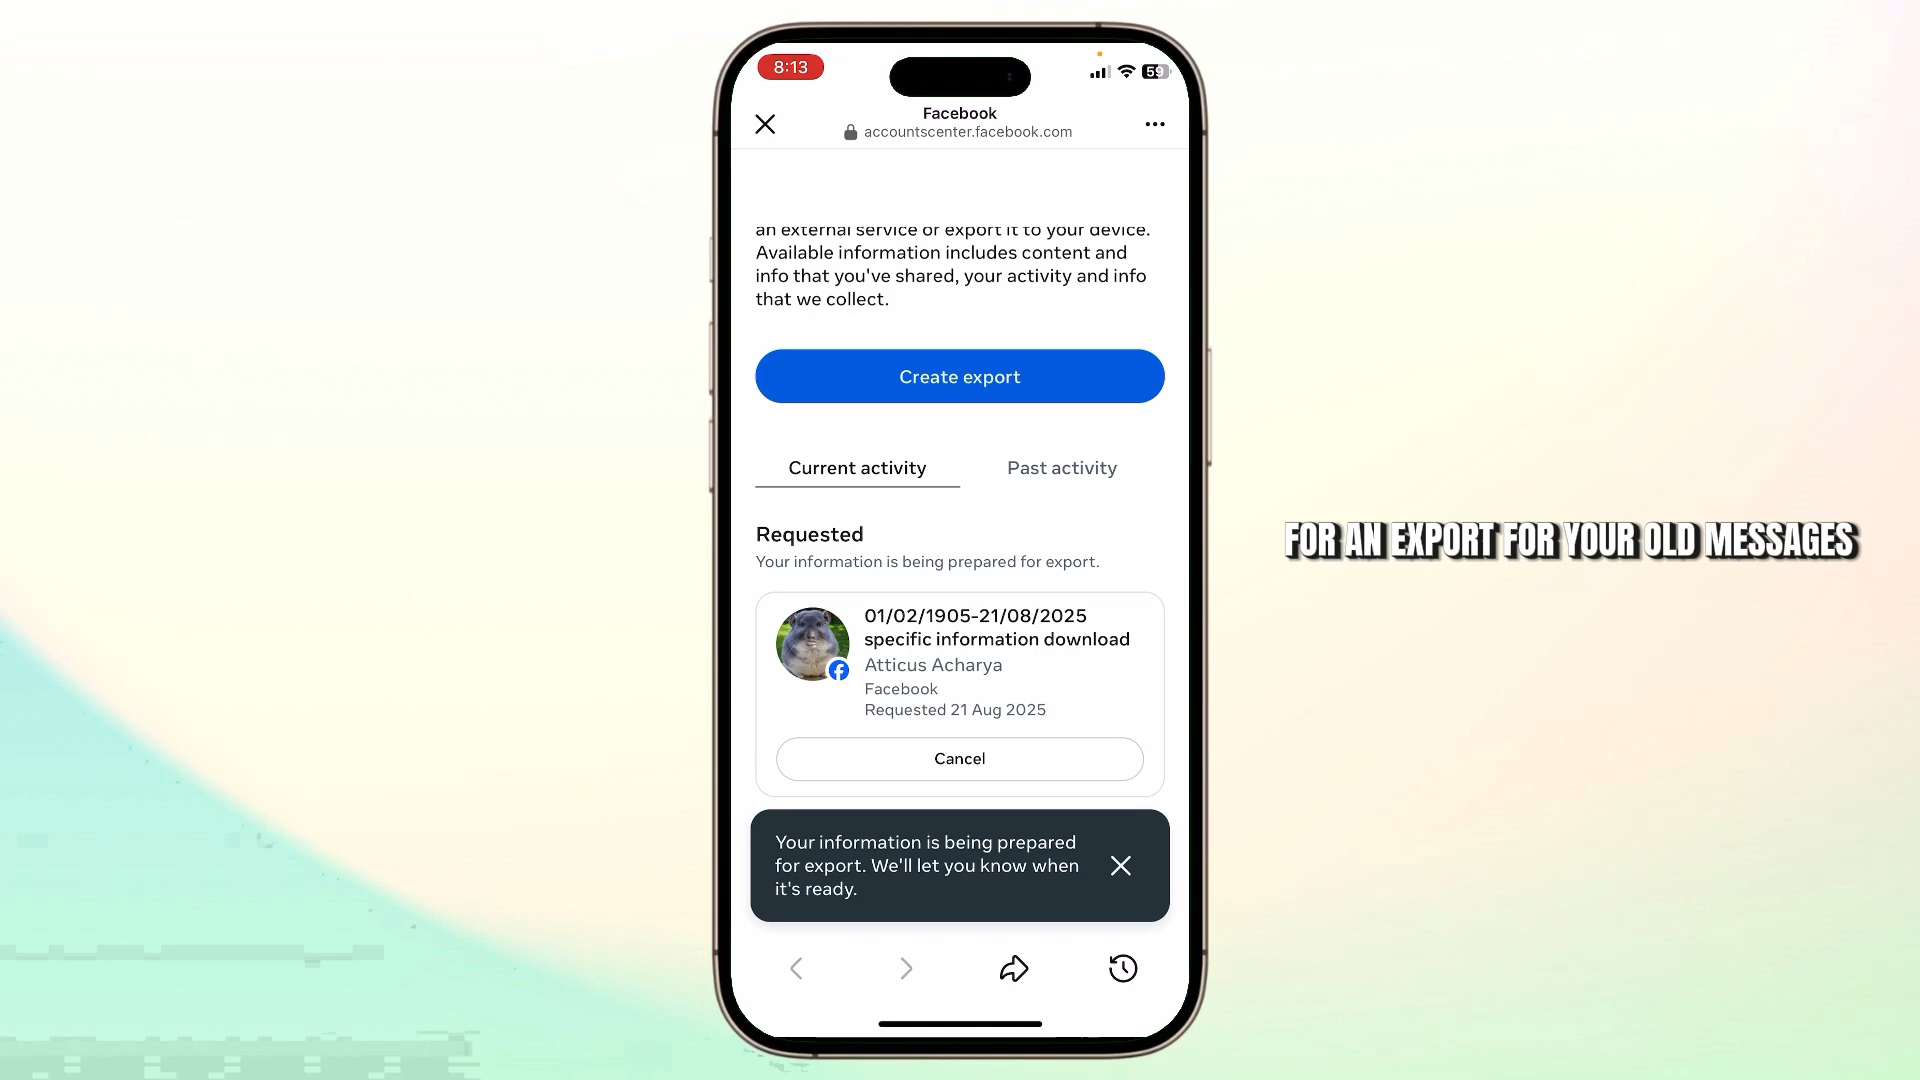 8:13
59
Facebook
accountscenter.facebook.com
an external service or export it to your device.
Available information includes content and
info that you've shared, your activity and info
that we collect.
Create export
Current activity
Past activity
Requested
Your information is being prepared for export.
01/02/1905-21/08/2025
specific information download
Atticus Acharya
Facebook
Requested 21 Aug 2025
Cancel
Your information is being prepared
for export. We'll let you know when
it's ready.
FOR AN EXPORT FOR YOUR OLD MESSAGES